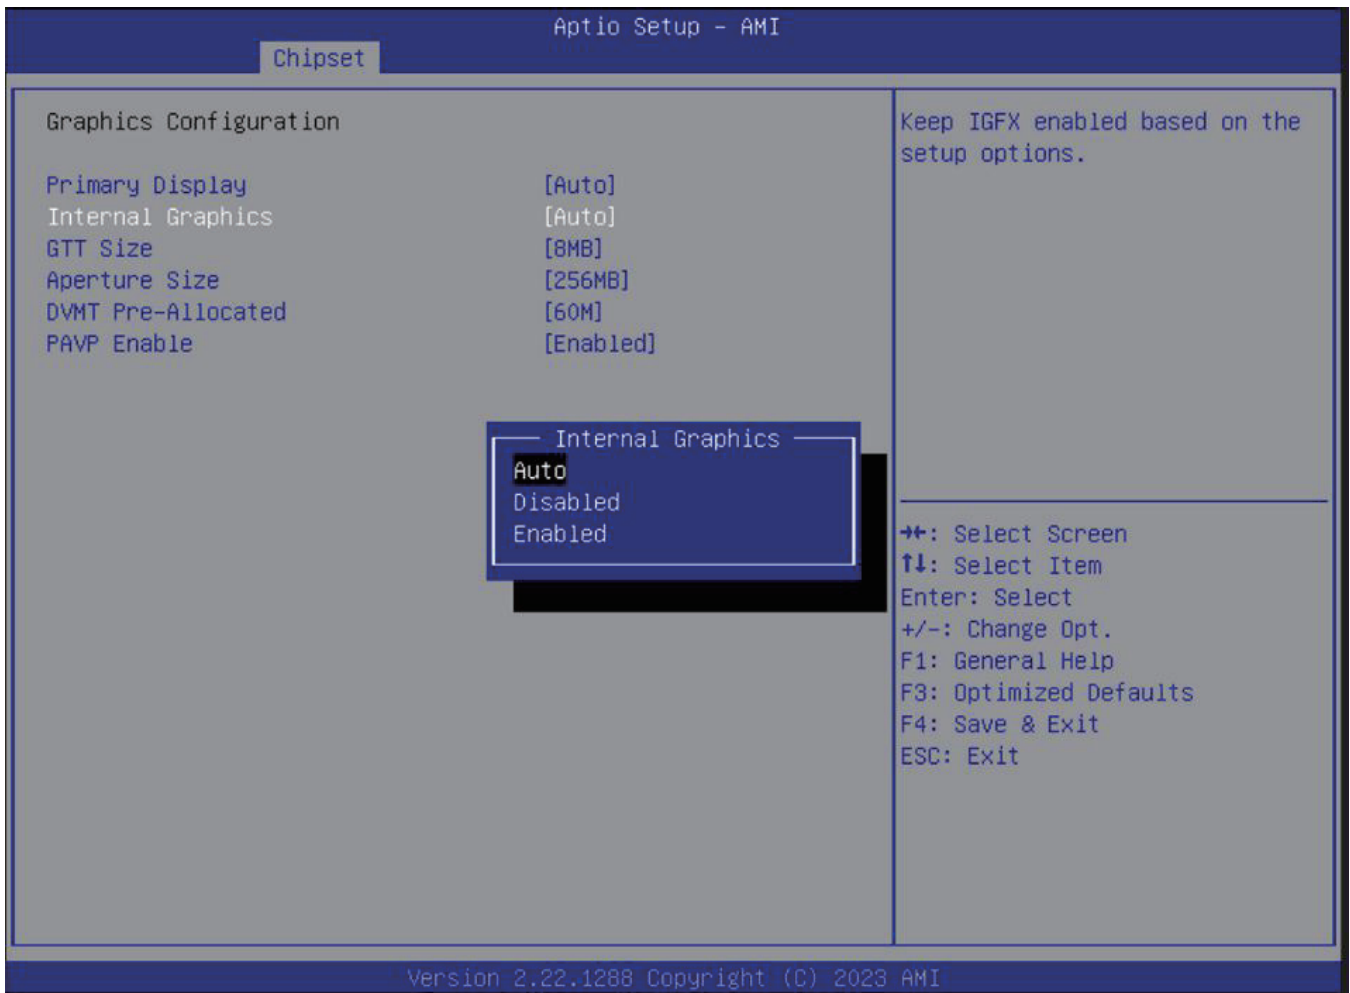 Aptio Setup – AMI
Chipset
Graphics Configuration
Primary Display [Auto]
Internal Graphics [Auto]
GTT Size [8MB]
Aperture Size [256MB]
DVMT Pre-Allocated [60M]
PAVP Enable [Enabled]
Internal Graphics
Auto
Disabled
Enabled
Keep IGFX enabled based on the
setup options.
→←: Select Screen
↑↓: Select Item
Enter: Select
+/-: Change Opt.
F1: General Help
F3: Optimized Defaults
F4: Save & Exit
ESC: Exit
Version 2.22.1288 Copyright (C) 2023 AMI